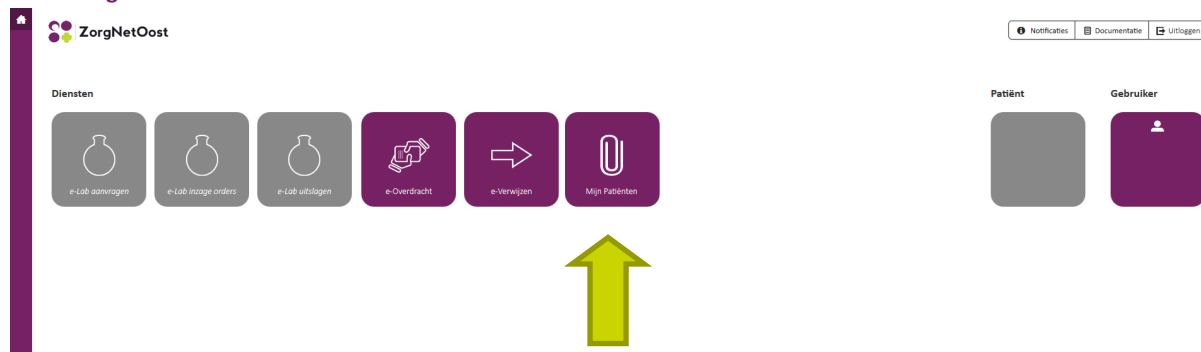 ZorgNetOost
Notificaties Documentatie Uitloggen
Diensten
Patiënt Gebruiker
e-Lab aanvragen e-Lab inzage orders e-Lab uitslagen e-Overdracht e-Verwijzen Mijn Patiënten